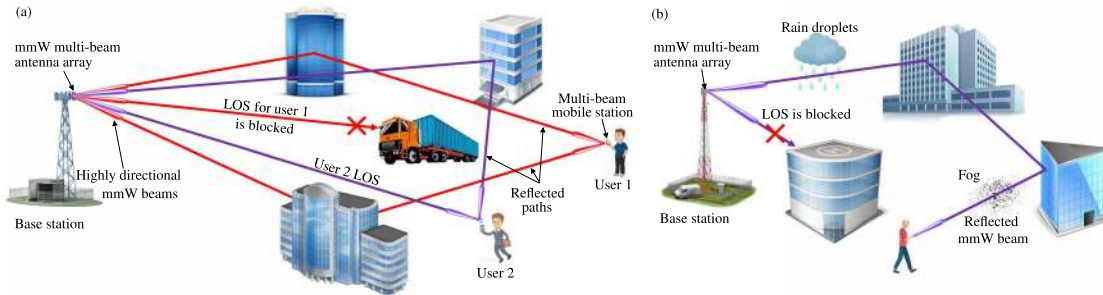 (a)
mmW multi-beam
antenna array
LOS for user 1
is blocked
Multi-beam
mobile station
User 2 LOS
Highly directional
mmW beams
Reflected
paths
User 1
Base station
User 2
(b)
mmW multi-beam
antenna array
Rain droplets
LOS is blocked
Fog
Base station
Reflected
mmW beam